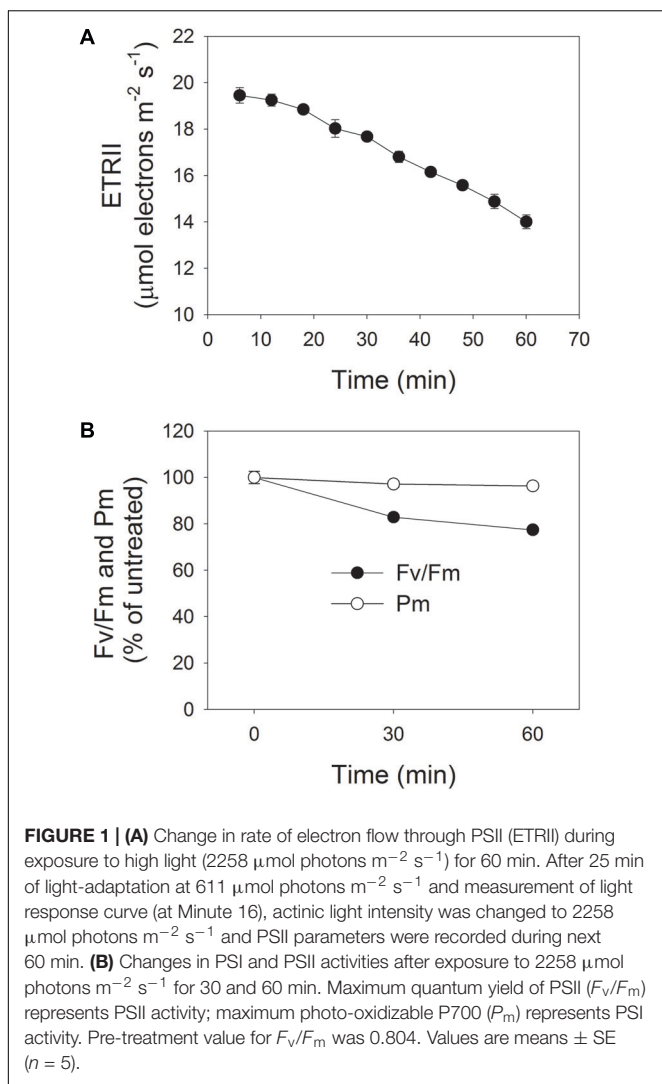 A
22
20
18
16
14
12
10
ETRII
(μmol electrons m⁻² s⁻¹)
0 10 20 30 40 50 60 70
Time (min)
B
120
100
80
60
40
20
0
Fv/Fm and Pm
(% of untreated)
Fv/Fm
Pm
0 30 60
Time (min)
FIGURE 1 | (A) Change in rate of electron flow through PSII (ETRII) during
exposure to high light (2258 μmol photons m⁻² s⁻¹) for 60 min. After 25 min
of light-adaptation at 611 μmol photons m⁻² s⁻¹ and measurement of light
response curve (at Minute 16), actinic light intensity was changed to 2258
μmol photons m⁻² s⁻¹ and PSII parameters were recorded during next
60 min. (B) Changes in PSI and PSII activities after exposure to 2258 μmol
photons m⁻² s⁻¹ for 30 and 60 min. Maximum quantum yield of PSII (Fv/Fm)
represents PSII activity; maximum photo-oxidizable P700 (Pm) represents PSI
activity. Pre-treatment value for Fv/Fm was 0.804. Values are means ± SE
(n = 5).